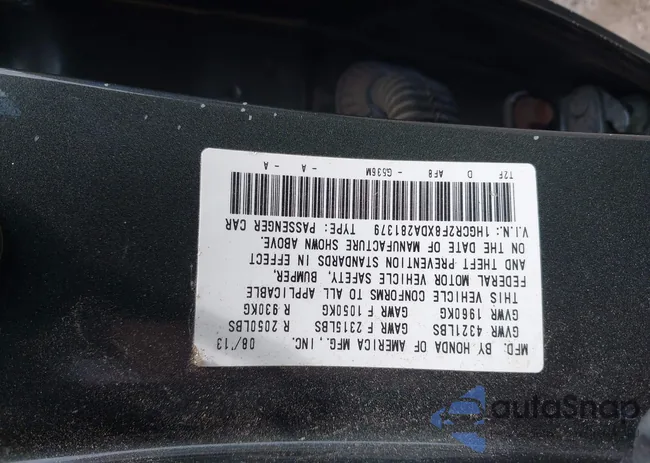 MFD. BY HONDA OF AMERICA MFG., INC. 08/13
GVWR 4321LBS GAWR F 2315LBS R 2050LBS
GVWR 1960KG GAWR F 1050KG R 930KG
THIS VEHICLE CONFORMS TO ALL APPLICABLE
FEDERAL MOTOR VEHICLE SAFETY, BUMPER,
AND THEFT PREVENTION STANDARDS IN EFFECT
ON THE DATE OF MANUFACTURE SHOWN ABOVE.
V.I.N.: 1HGCR2F8XDA281379 TYPE: PASSENGER CAR
T2F D AF8 - G536M - A - A
autoSnap